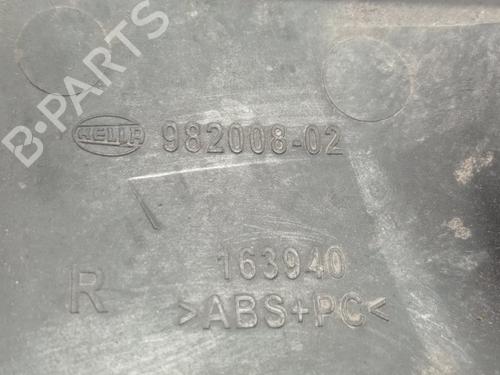 B-PARTS
HELLA 982008-02
163940
R >ABS+PC<